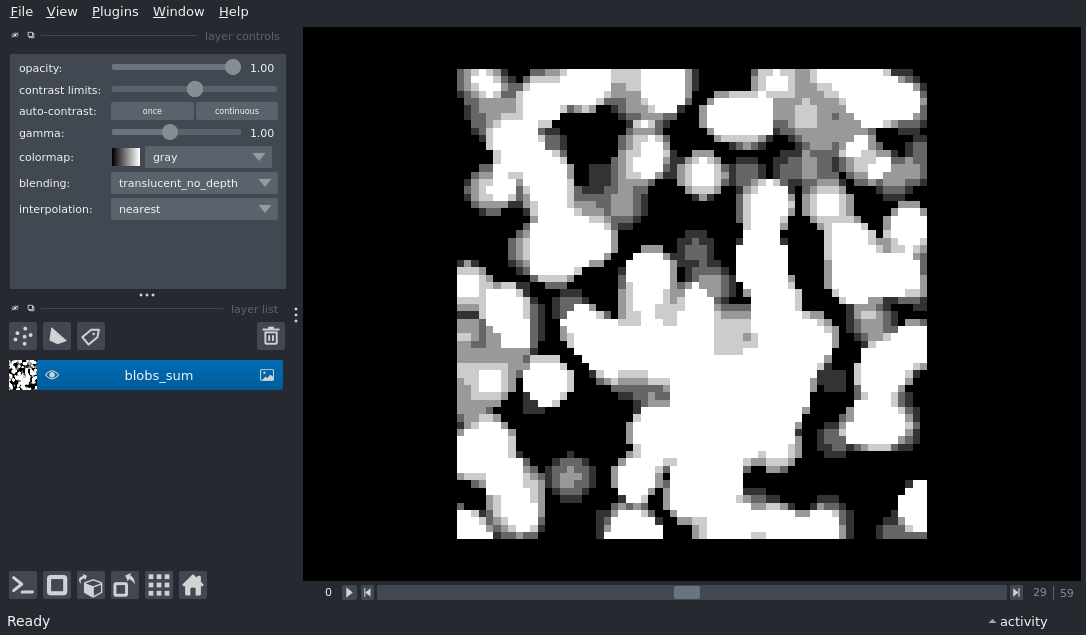 File View Plugins Window Help
layer controls
opacity: 1.00
contrast limits:
auto-contrast: once continuous
gamma: 1.00
colormap: gray
blending: translucent_no_depth
interpolation: nearest
layer list
blobs_sum
0 29 | 59
Ready activity